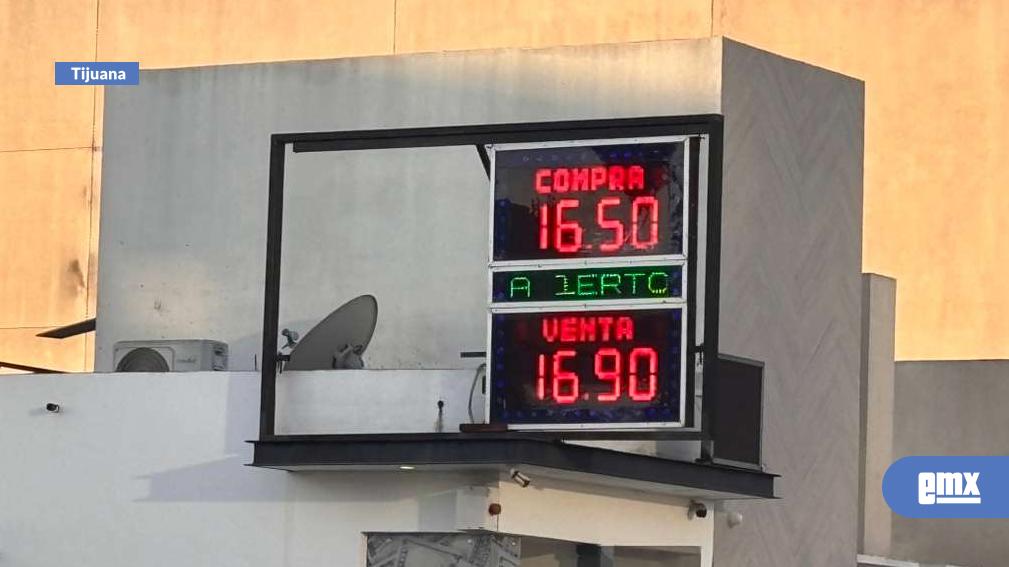 Tijuana
COMPRA
16.50
A 1ERTO
VENTA
16.90
emx